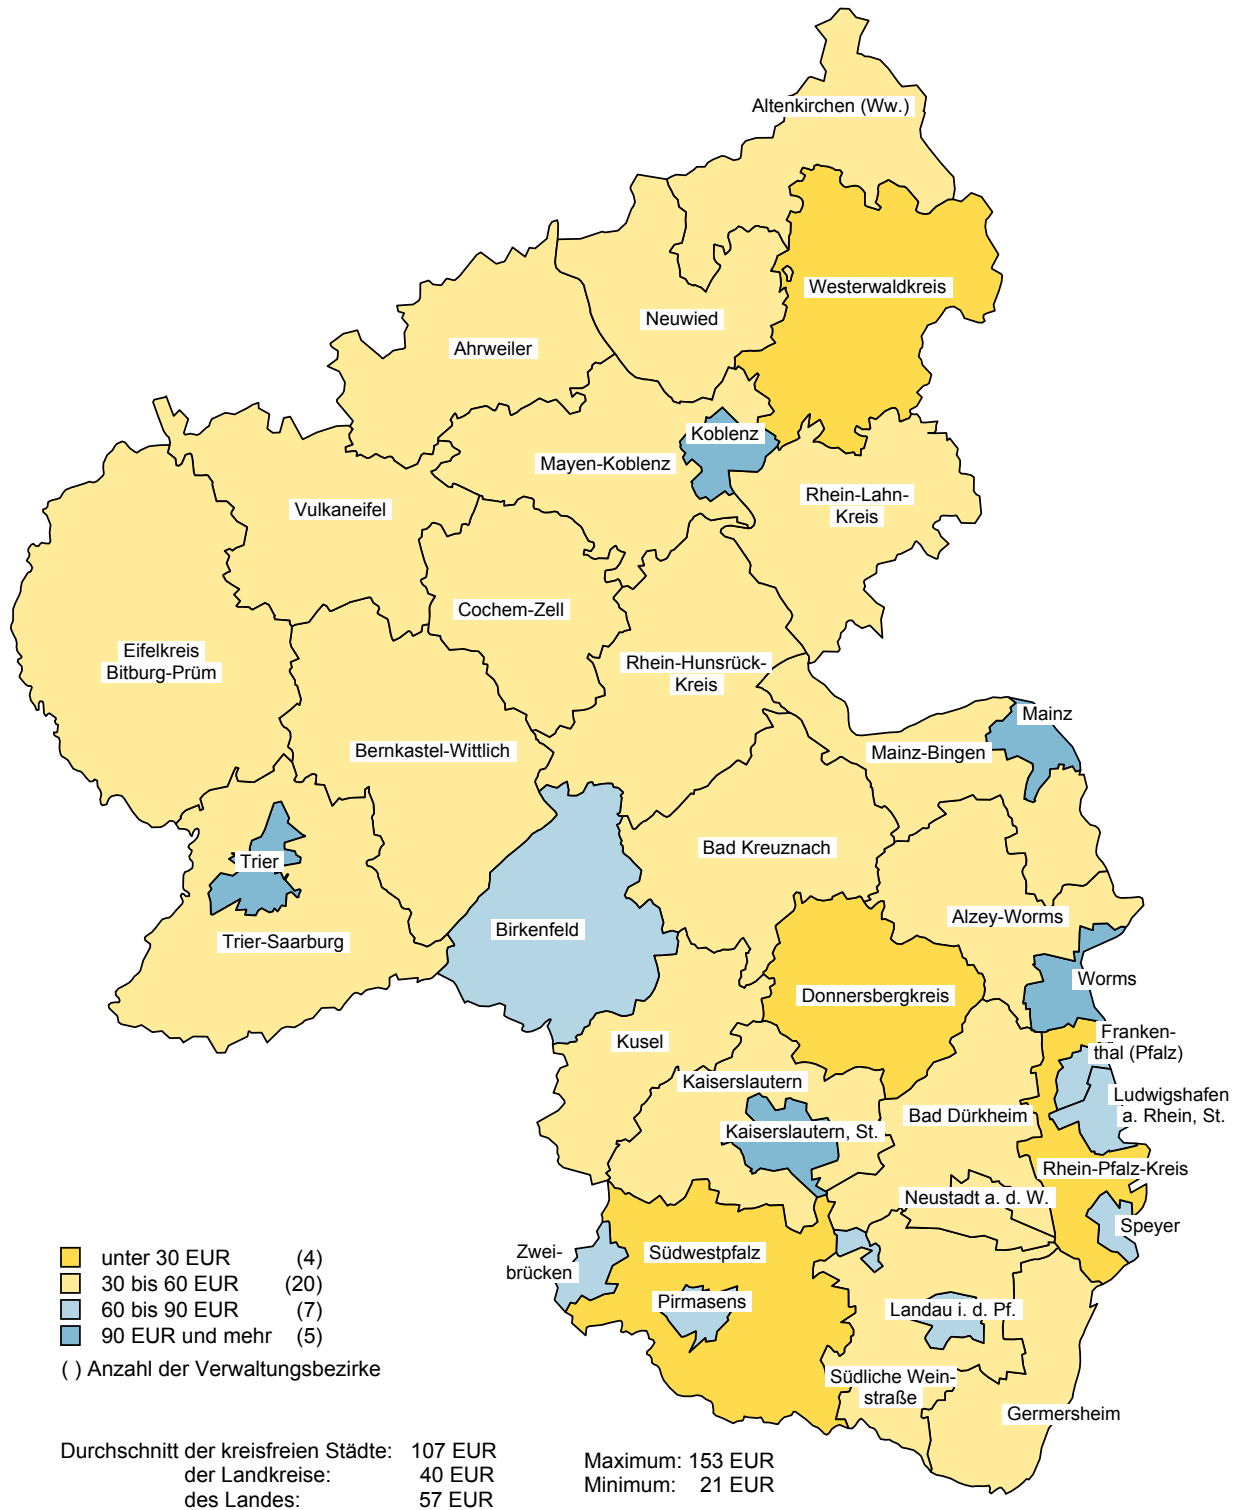 Altenkirchen (Ww.)
Westerwaldkreis
Neuwied
Ahrweiler
Koblenz
Mayen-Koblenz
Rhein-Lahn-
Kreis
Vulkaneifel
Cochem-Zell
Eifelkreis
Bitburg-Prüm
Rhein-Hunsrück-
Kreis
Mainz
Bernkastel-Wittlich
Mainz-Bingen
Bad Kreuznach
Trier
Alzey-Worms
Birkenfeld
Trier-Saarburg
Worms
Donnersbergkreis
Franken-
thal (Pfalz)
Kusel
Kaiserslautern
Ludwigshafen
a. Rhein, St.
Bad Dürkheim
Kaiserslautern, St.
Rhein-Pfalz-Kreis
Neustadt a. d. W.
Speyer
Zwei-
brücken
Südwestpfalz
Pirmasens
Landau i. d. Pf.
Südliche Wein-
straße
Germersheim
unter 30 EUR (4)
30 bis 60 EUR (20)
60 bis 90 EUR (7)
90 EUR und mehr (5)
( ) Anzahl der Verwaltungsbezirke
Durchschnitt der kreisfreien Städte: 107 EUR
der Landkreise: 40 EUR
des Landes: 57 EUR
Maximum: 153 EUR
Minimum: 21 EUR